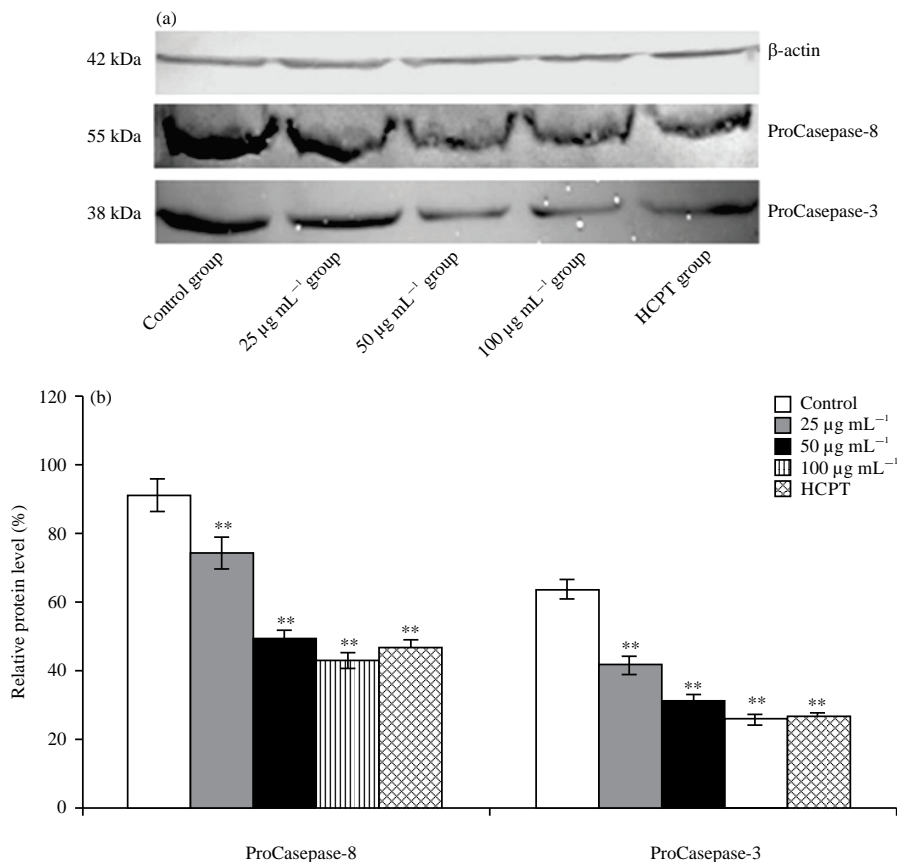 (a)
42 kDa
β-actin
55 kDa
ProCasepase-8
38 kDa
ProCasepase-3
Control group
25 µg mL⁻¹ group
50 µg mL⁻¹ group
100 µg mL⁻¹ group
HCPT group
(b)
Control
25 µg mL⁻¹
50 µg mL⁻¹
100 µg mL⁻¹
HCPT
Relative protein level (%)
120
100
80
60
40
20
0
**
**
**
**
**
**
**
**
ProCasepase-8
ProCasepase-3